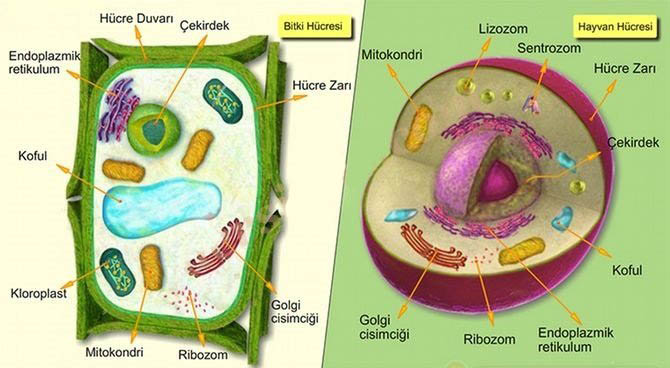 Bitki Hücresi
Hücre Duvarı
Çekirdek
Endoplazmik
retikulum
Hücre Zarı
Koful
Kloroplast
Mitokondri
Ribozom
Golgi
cisimciği
Hayvan Hücresi
Lizozom
Sentrozom
Mitokondri
Hücre Zarı
Çekirdek
Koful
Golgi
cisimciği
Ribozom
Endoplazmik
retikulum